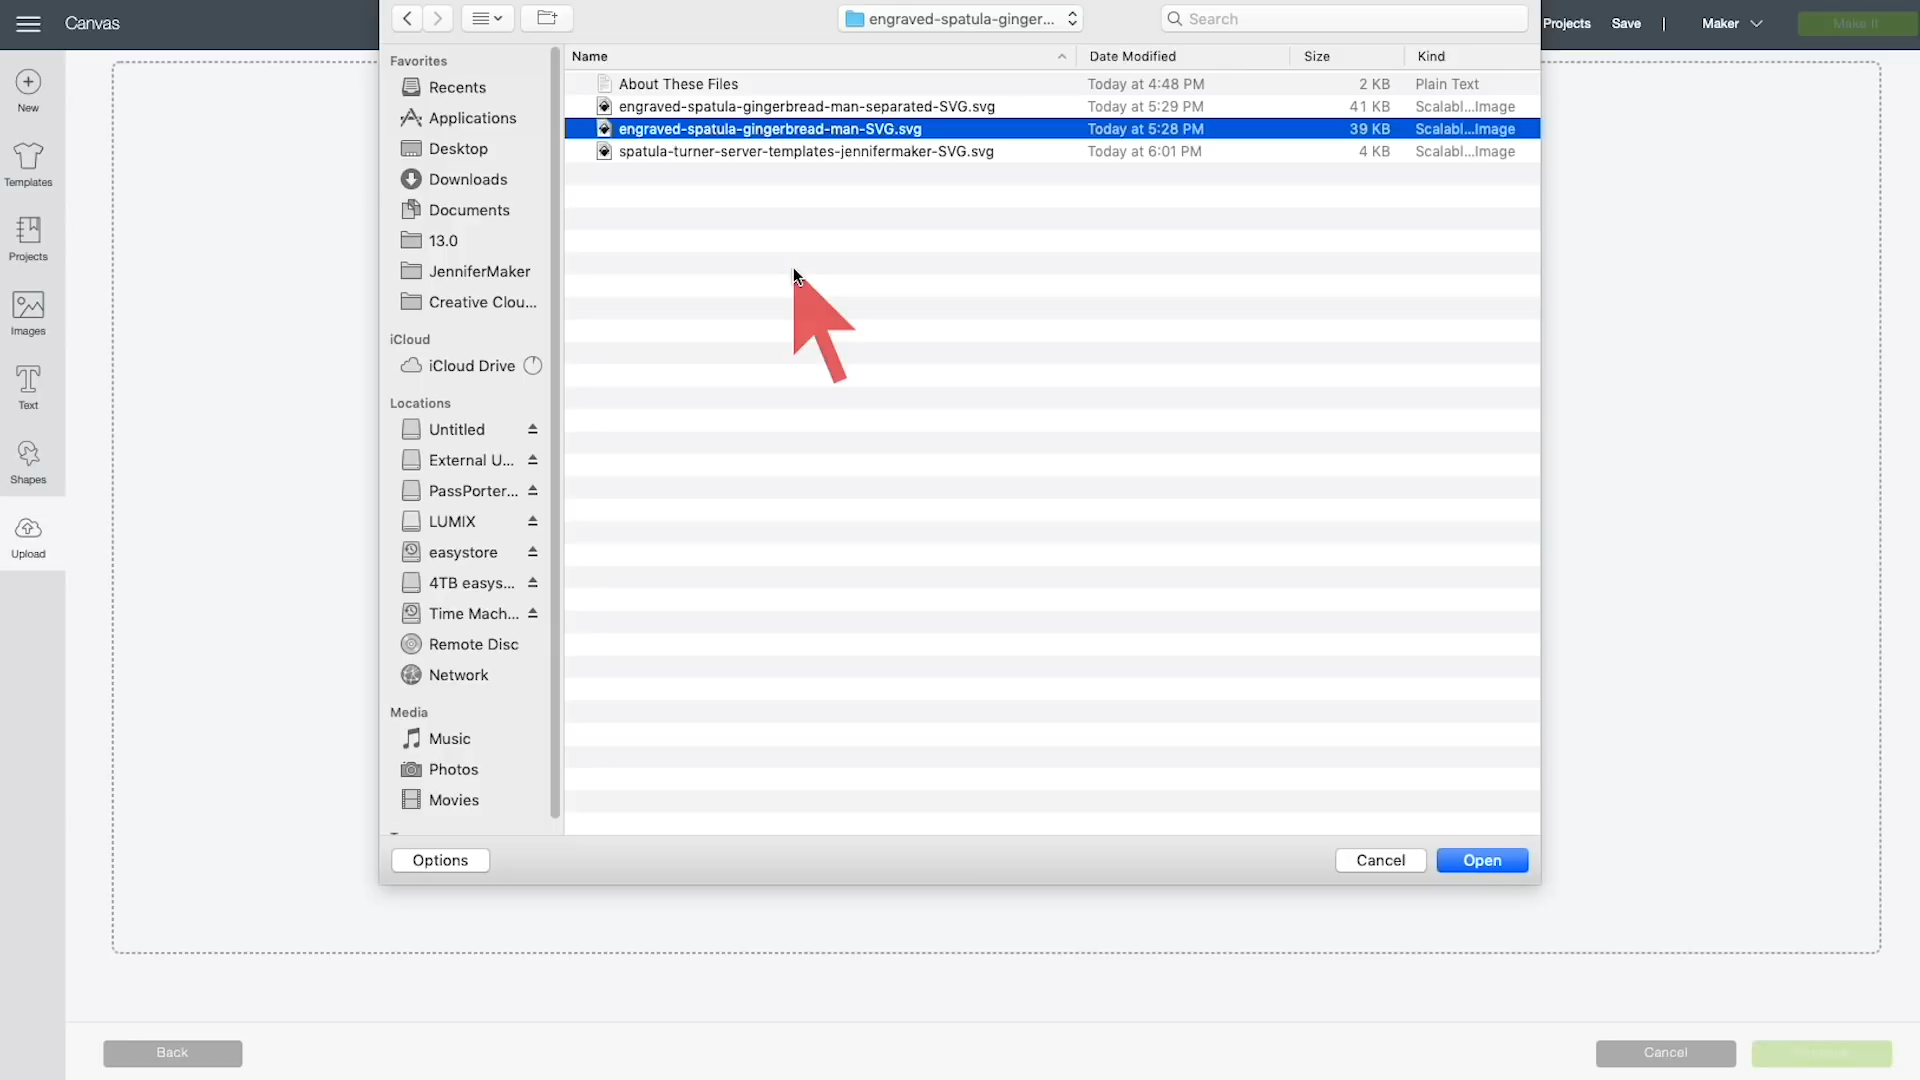 Canvas
engraved-spatula-ginger...
Search
Projects
Save
|
Maker
Make It
New
Templates
Projects
Images
Text
Shapes
Upload
Favorites
Recents
Applications
Desktop
Downloads
Documents
13.0
JenniferMaker
Creative Clou...
iCloud
iCloud Drive
Locations
Untitled
External U...
PassPorter...
LUMIX
easystore
4TB easys...
Time Mach...
Remote Disc
Network
Media
Music
Photos
Movies
Name Date Modified Size Kind
About These Files Today at 4:48 PM 2 KB Plain Text
engraved-spatula-gingerbread-man-separated-SVG.svg Today at 5:29 PM 41 KB Scalabl...Image
engraved-spatula-gingerbread-man-SVG.svg Today at 5:28 PM 39 KB Scalabl...Image
spatula-turner-server-templates-jennifermaker-SVG.svg Today at 6:01 PM 4 KB Scalabl...Image
Options
Cancel
Open
Back
Cancel